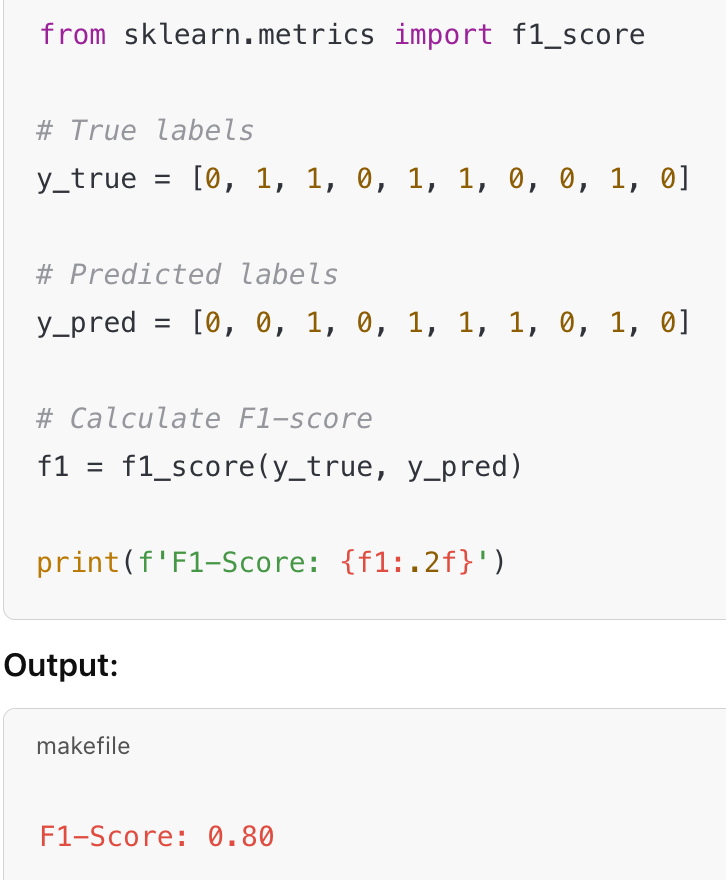 from sklearn.metrics import f1_score
# True labels
y_true = [0, 1, 1, 0, 1, 1, 0, 0, 1, 0]
# Predicted labels
y_pred = [0, 0, 1, 0, 1, 1, 1, 0, 1, 0]
# Calculate F1-score
f1 = f1_score(y_true, y_pred)
print(f'F1-Score: {f1:.2f}')
Output:
makefile
F1-Score: 0.80